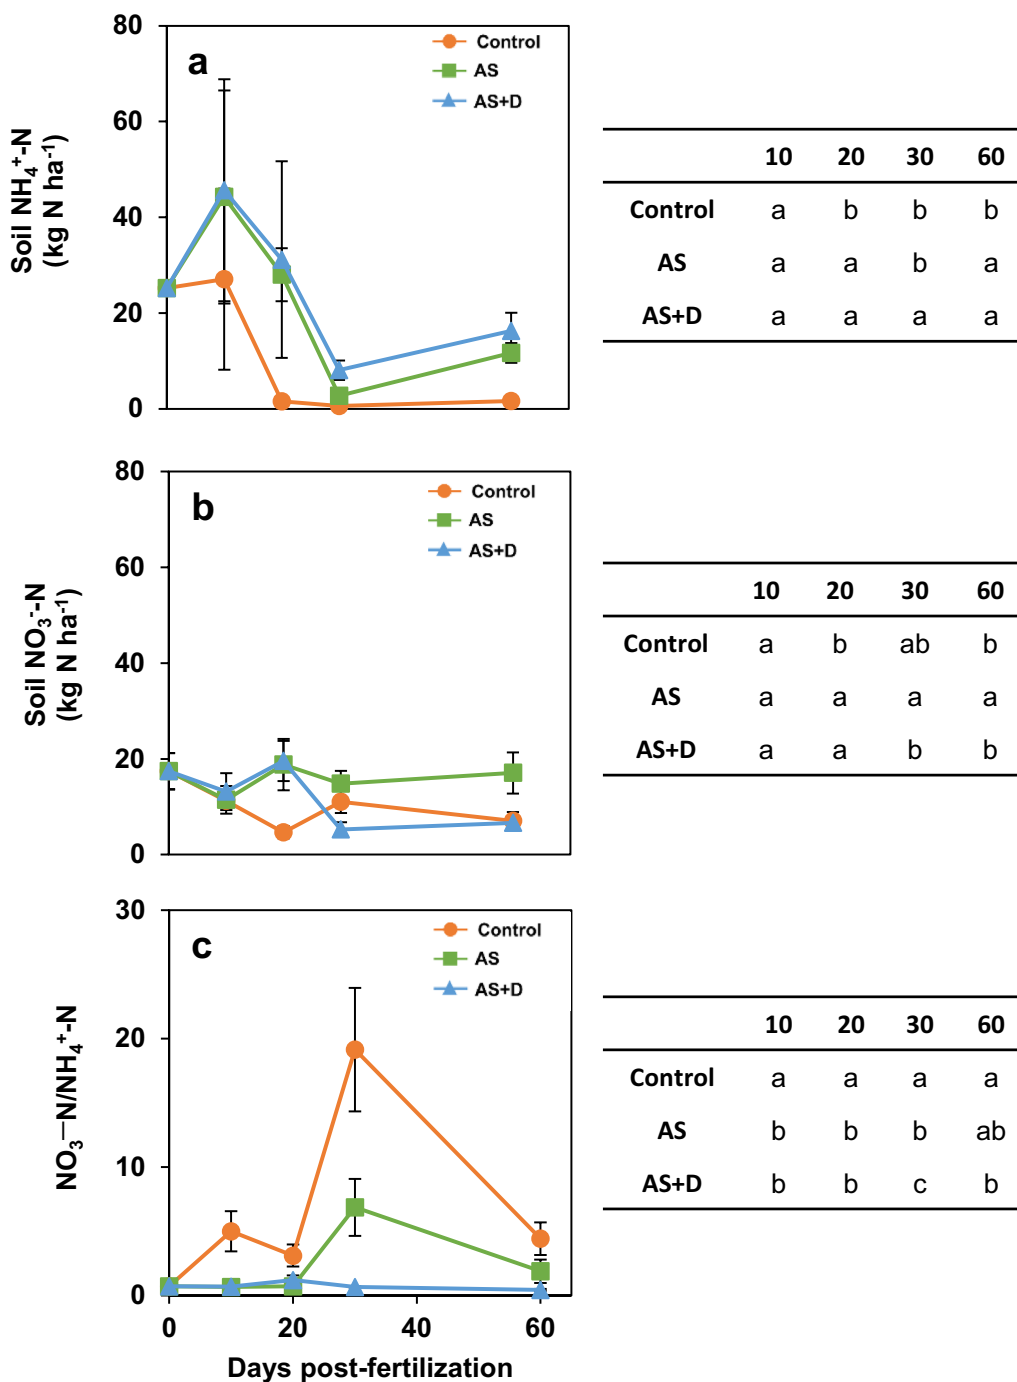 a
Control
AS
AS+D
80
60
40
20
0
Soil NH₄⁺-N
(kg N ha⁻¹)
10 20 30 60
Control a b b b
AS a a b a
AS+D a a a a
b
Control
AS
AS+D
80
60
40
20
0
Soil NO₃⁻-N
(kg N ha⁻¹)
10 20 30 60
Control a b ab b
AS a a a a
AS+D a a b b
c
Control
AS
AS+D
30
20
10
0
NO₃—N/NH₄⁺-N
0 20 40 60
Days post-fertilization
10 20 30 60
Control a a a a
AS b b b ab
AS+D b b c b